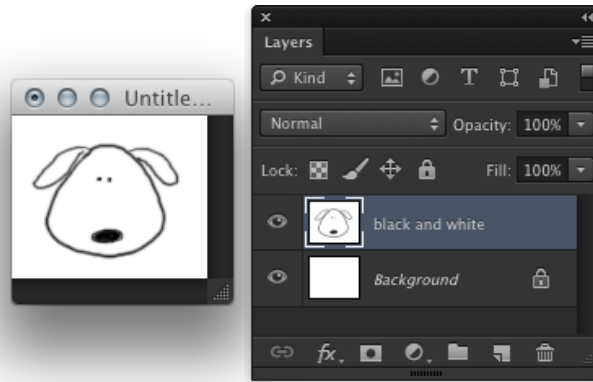 Untitle...
Layers
Kind
Normal Opacity: 100%
Lock: Fill: 100%
black and white
Background
fx.